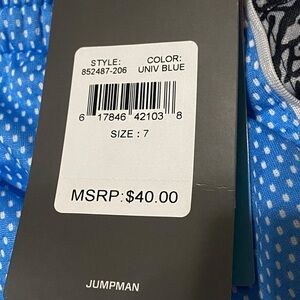 STYLE: COLOR:
852487-206 UNIV BLUE
6 17846 42103 8
SIZE : 7
MSRP:$40.00
JUMPMAN